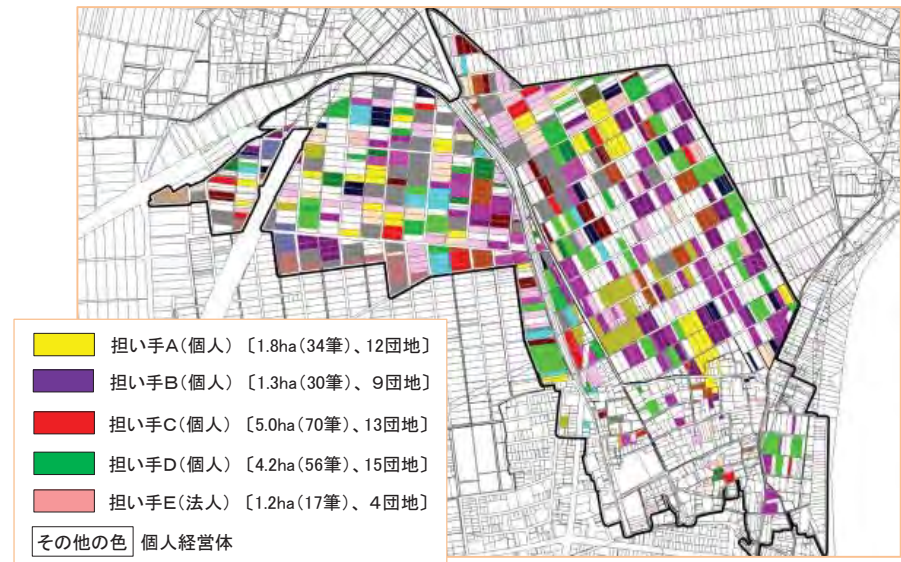 担い手A(個人) 〔1.8ha(34筆)、12団地〕
担い手B(個人) 〔1.3ha(30筆)、9団地〕
担い手C(個人) 〔5.0ha(70筆)、13団地〕
担い手D(個人) 〔4.2ha(56筆)、15団地〕
担い手E(法人) 〔1.2ha(17筆)、4団地〕
その他の色 個人経営体